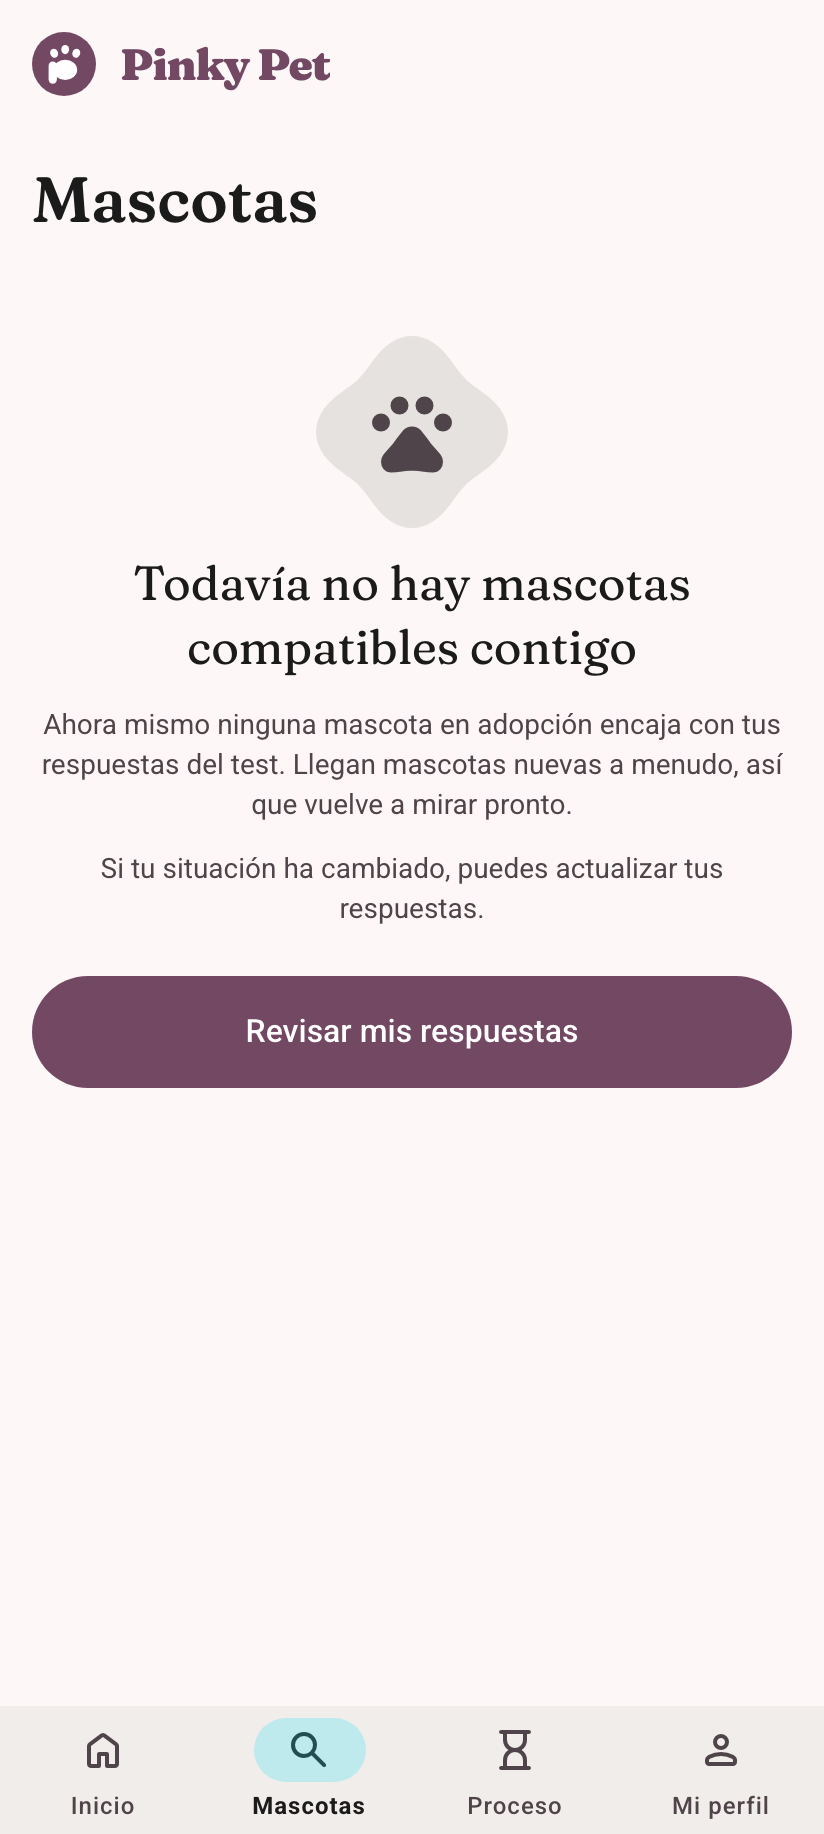 Pinky Pet
Mascotas
Todavía no hay mascotas
compatibles contigo
Ahora mismo ninguna mascota en adopción encaja con tus
respuestas del test. Llegan mascotas nuevas a menudo, así
que vuelve a mirar pronto.
Si tu situación ha cambiado, puedes actualizar tus
respuestas.
Revisar mis respuestas
Inicio
Mascotas
Proceso
Mi perfil